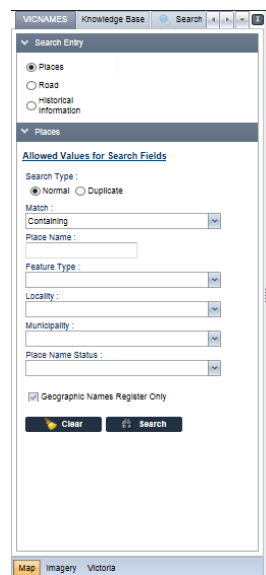 VICNAMES Knowledge Base Search
Search Entry
Places
Road
Historical
Information
Places
Allowed Values for Search Fields
Search Type :
Normal Duplicate
Match :
Containing
Place Name :
Feature Type :
Locality :
Municipality :
Place Name Status :
Geographic Names Register Only
Clear Search
Map Imagery Victoria